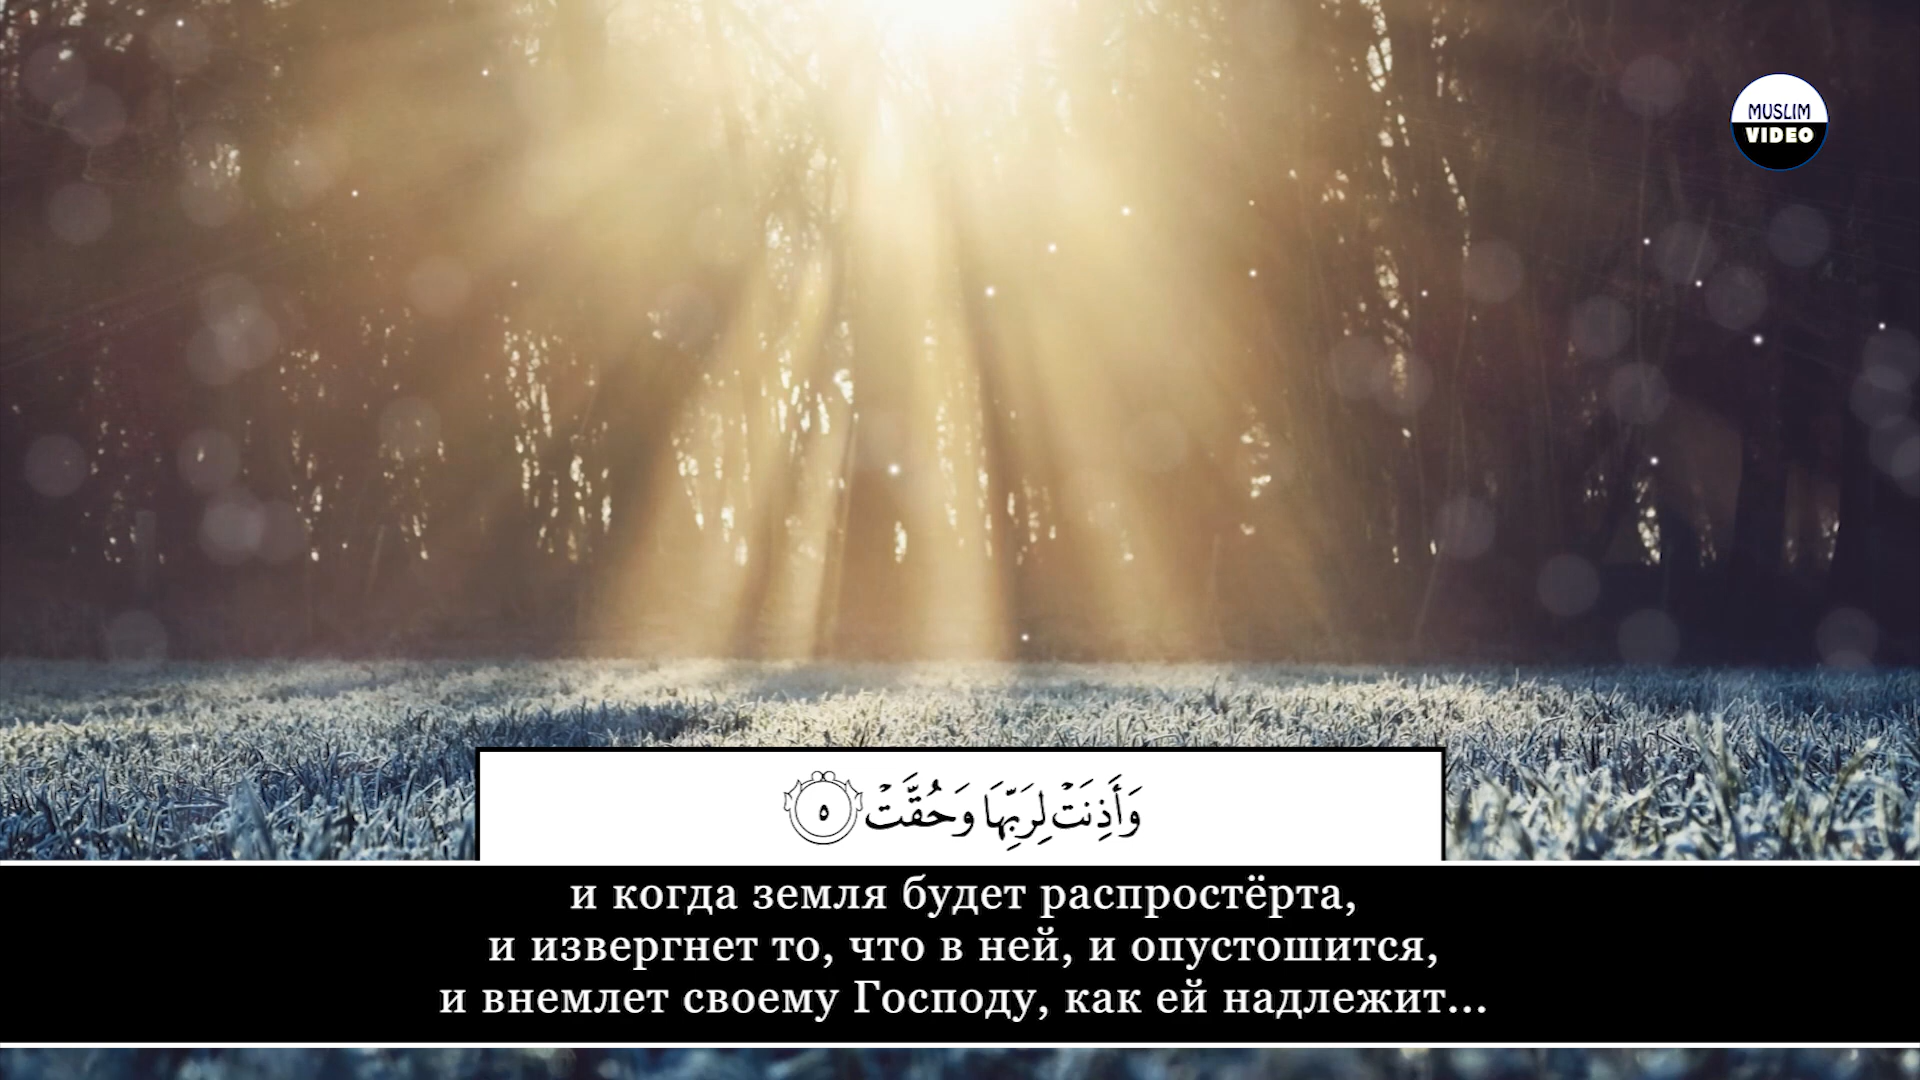 MUSLIM
VIDEO
وَأَذِنَتْ لِرَبِّهَا وَحُقَّتْ ٥
и когда земля будет распростёрта,
и извергнет то, что в ней, и опустошится,
и внемлет своему Господу, как ей надлежит...